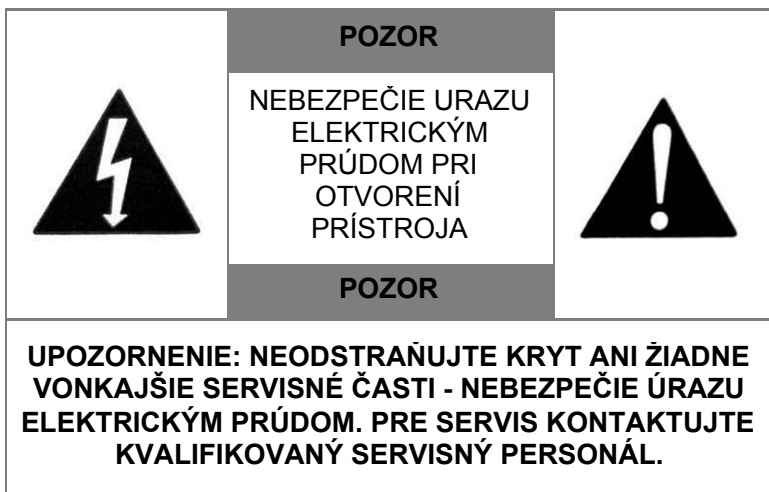 POZOR
NEBEZPEČIE URAZU
ELEKTRICKÝM
PRÚDOM PRI
OTVORENÍ
PRÍSTROJA
POZOR
UPOZORNENIE: NEODSTRAŇUJTE KRYT ANI ŽIADNE
VONKAJŠIE SERVISNÉ ČASTI - NEBEZPEČIE ÚRAZU
ELEKTRICKÝM PRÚDOM. PRE SERVIS KONTAKTUJTE
KVALIFIKOVANÝ SERVISNÝ PERSONÁL.